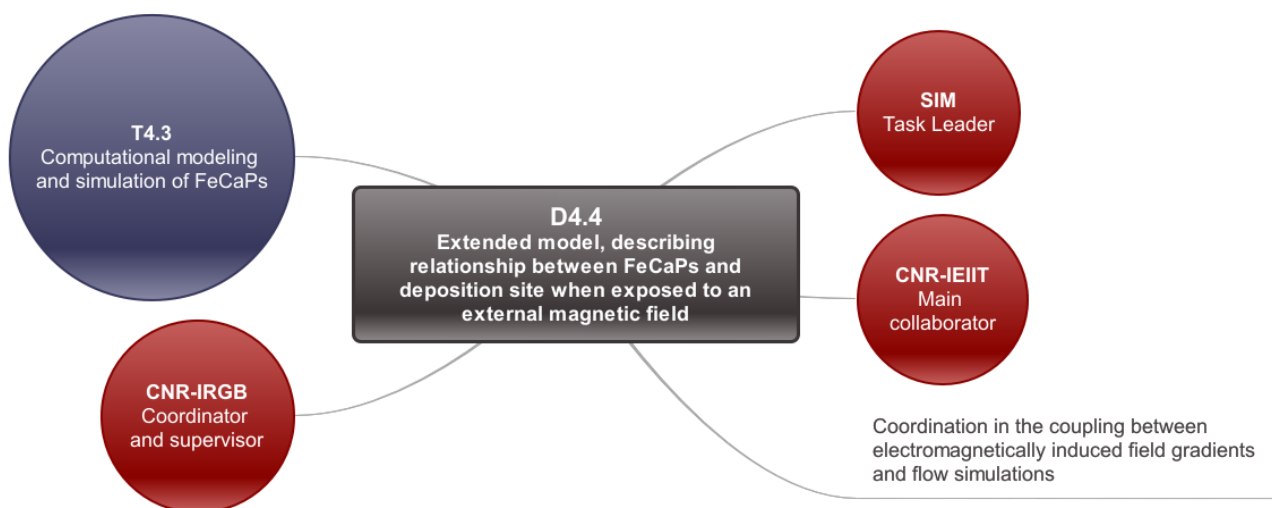 T4.3
Computational modeling
and simulation of FeCaPs
SIM
Task Leader
D4.4
Extended model, describing
relationship between FeCaPs and
deposition site when exposed to an
external magnetic field
CNR-IEIIT
Main
collaborator
CNR-IRGB
Coordinator
and supervisor
Coordination in the coupling between
electromagnetically induced field gradients
and flow simulations